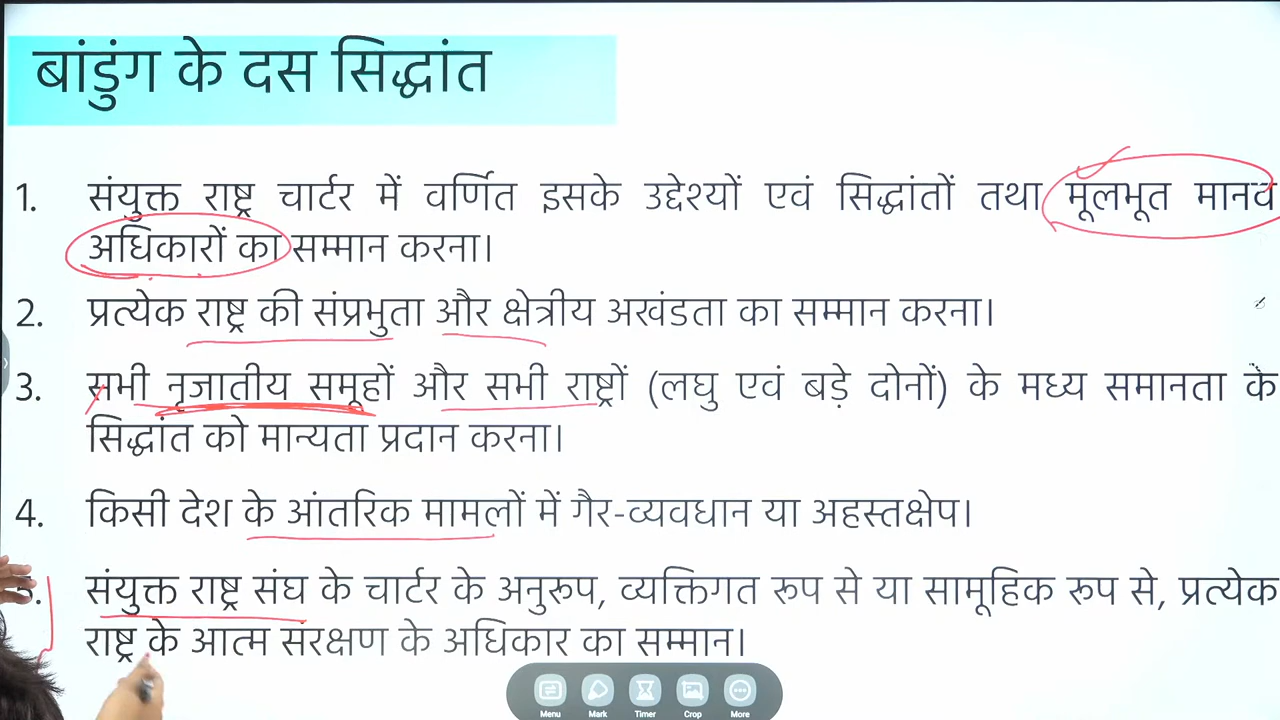 बांडुंग के दस सिद्धांत
1. संयुक्त राष्ट्र चार्टर में वर्णित इसके उद्देश्यों एवं सिद्धांतों तथा मूलभूत मानव
अधिकारों का सम्मान करना।
2. प्रत्येक राष्ट्र की संप्रभुता और क्षेत्रीय अखंडता का सम्मान करना।
3. सभी नृजातीय समूहों और सभी राष्ट्रों (लघु एवं बड़े दोनों) के मध्य समानता के
सिद्धांत को मान्यता प्रदान करना।
4. किसी देश के आंतरिक मामलों में गैर-व्यवधान या अहस्तक्षेप।
5. संयुक्त राष्ट्र संघ के चार्टर के अनुरूप, व्यक्तिगत रूप से या सामूहिक रूप से, प्रत्येक
राष्ट्र के आत्म संरक्षण के अधिकार का सम्मान।
Menu Mark Timer Crop More